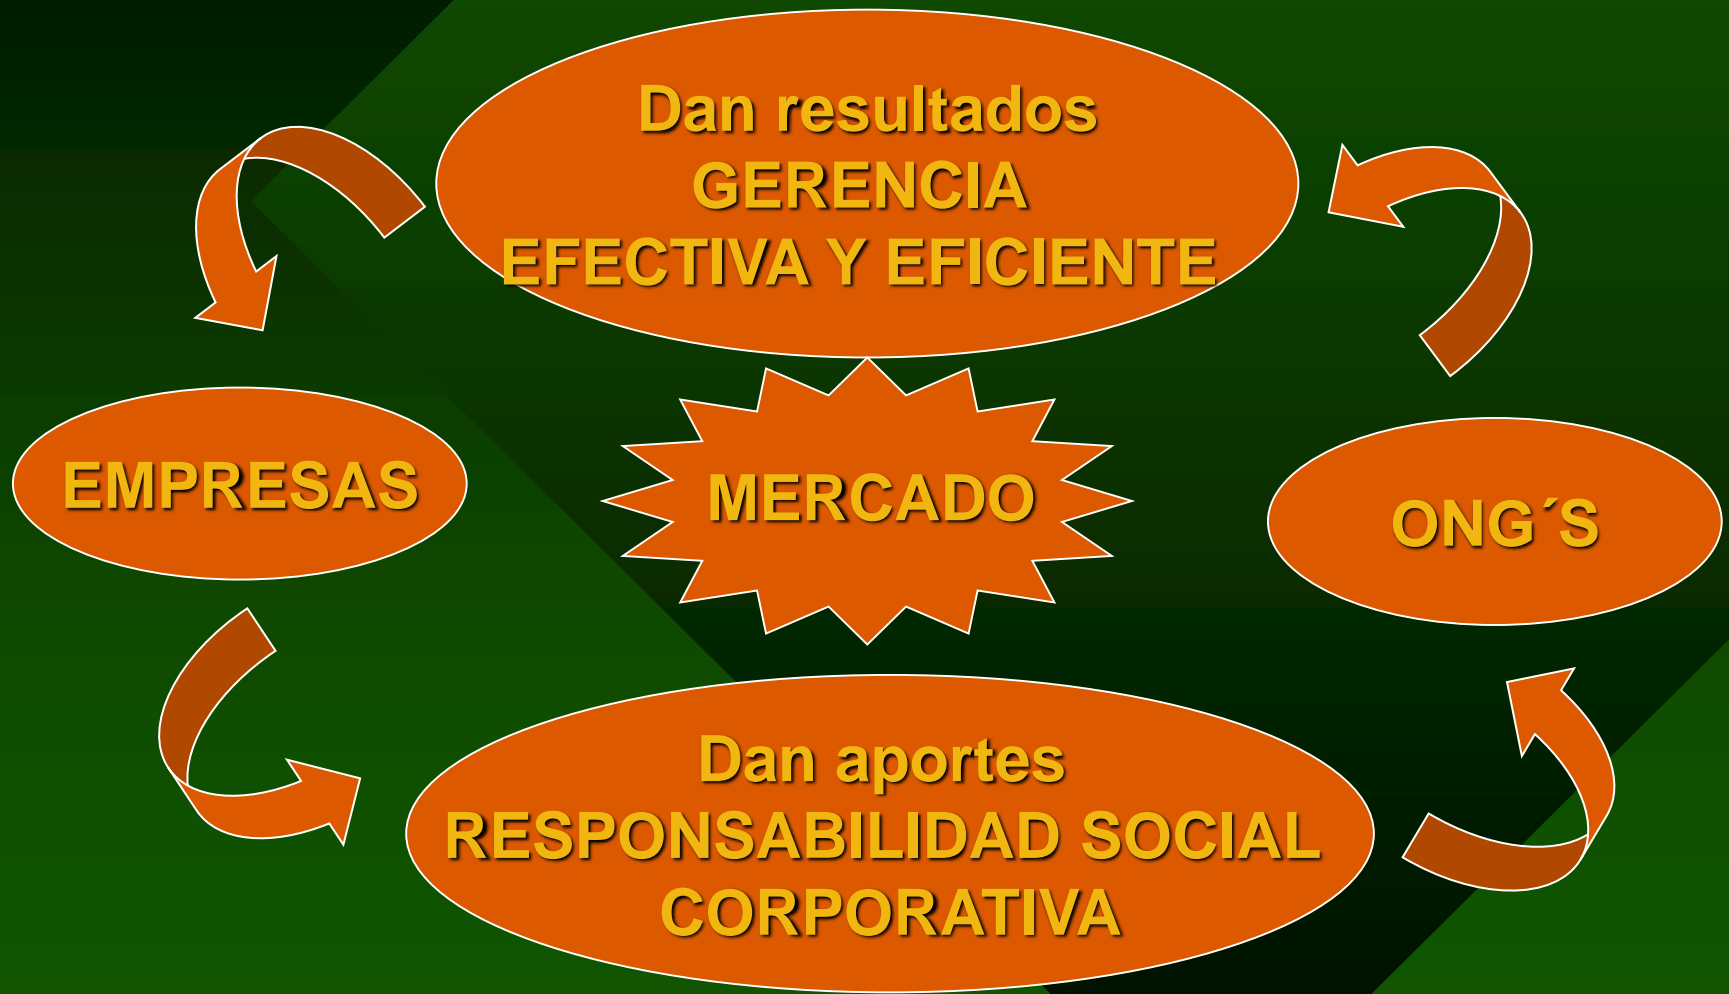 Dan resultados
GERENCIA
EFECTIVA Y EFICIENTE
EMPRESAS
MERCADO
ONG´S
Dan aportes
RESPONSABILIDAD SOCIAL
CORPORATIVA